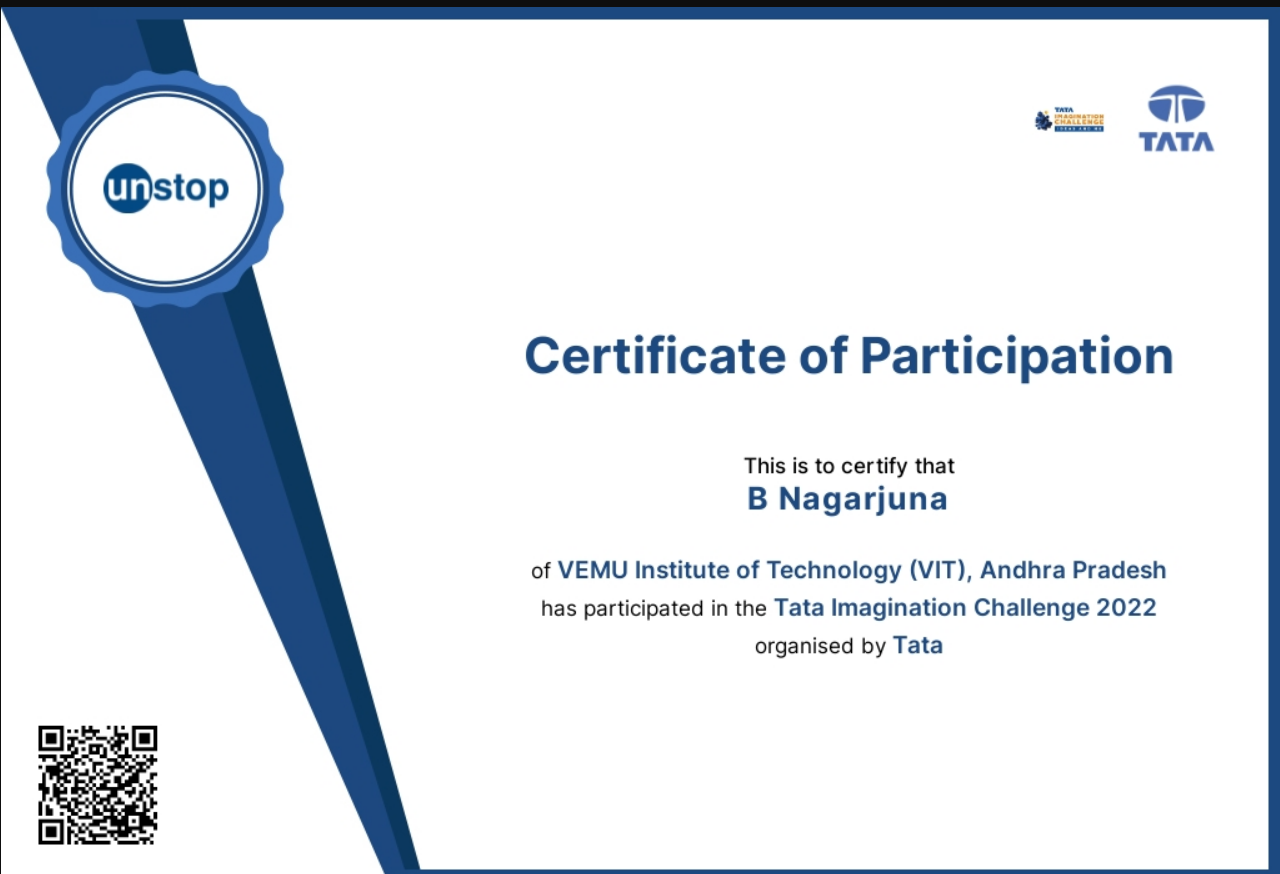 unstop
TATA
IMAGINATION
CHALLENGE
TATA
Certificate of Participation
This is to certify that
B Nagarjuna
of VEMU Institute of Technology (VIT), Andhra Pradesh
has participated in the Tata Imagination Challenge 2022
organised by Tata